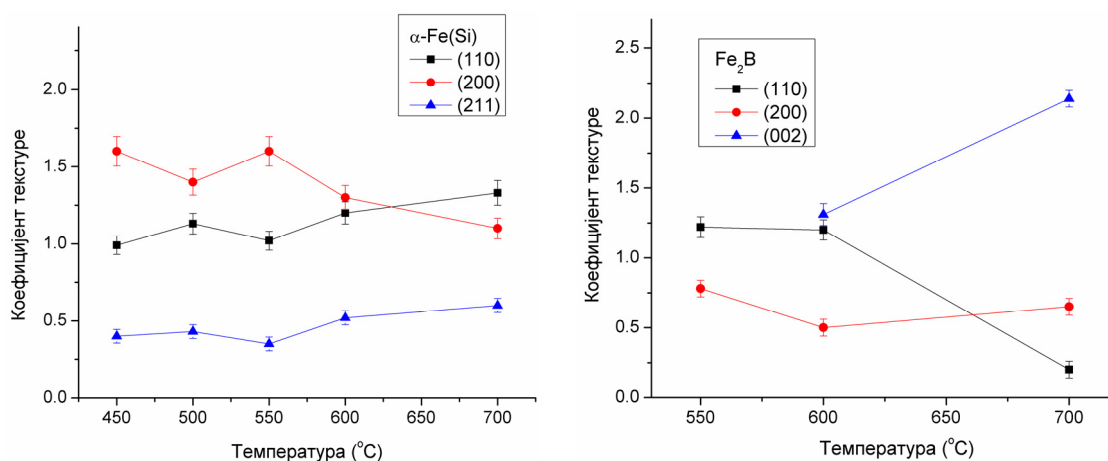 α-Fe(Si)
(110)
(200)
(211)
2.0
1.5
1.0
0.5
0.0
450 500 550 600 650 700
Коефицијент текстуре
Температура (°C)
Fe₂B
(110)
(200)
(002)
2.5
2.0
1.5
1.0
0.5
0.0
550 600 650 700
Коефицијент текстуре
Температура (°C)